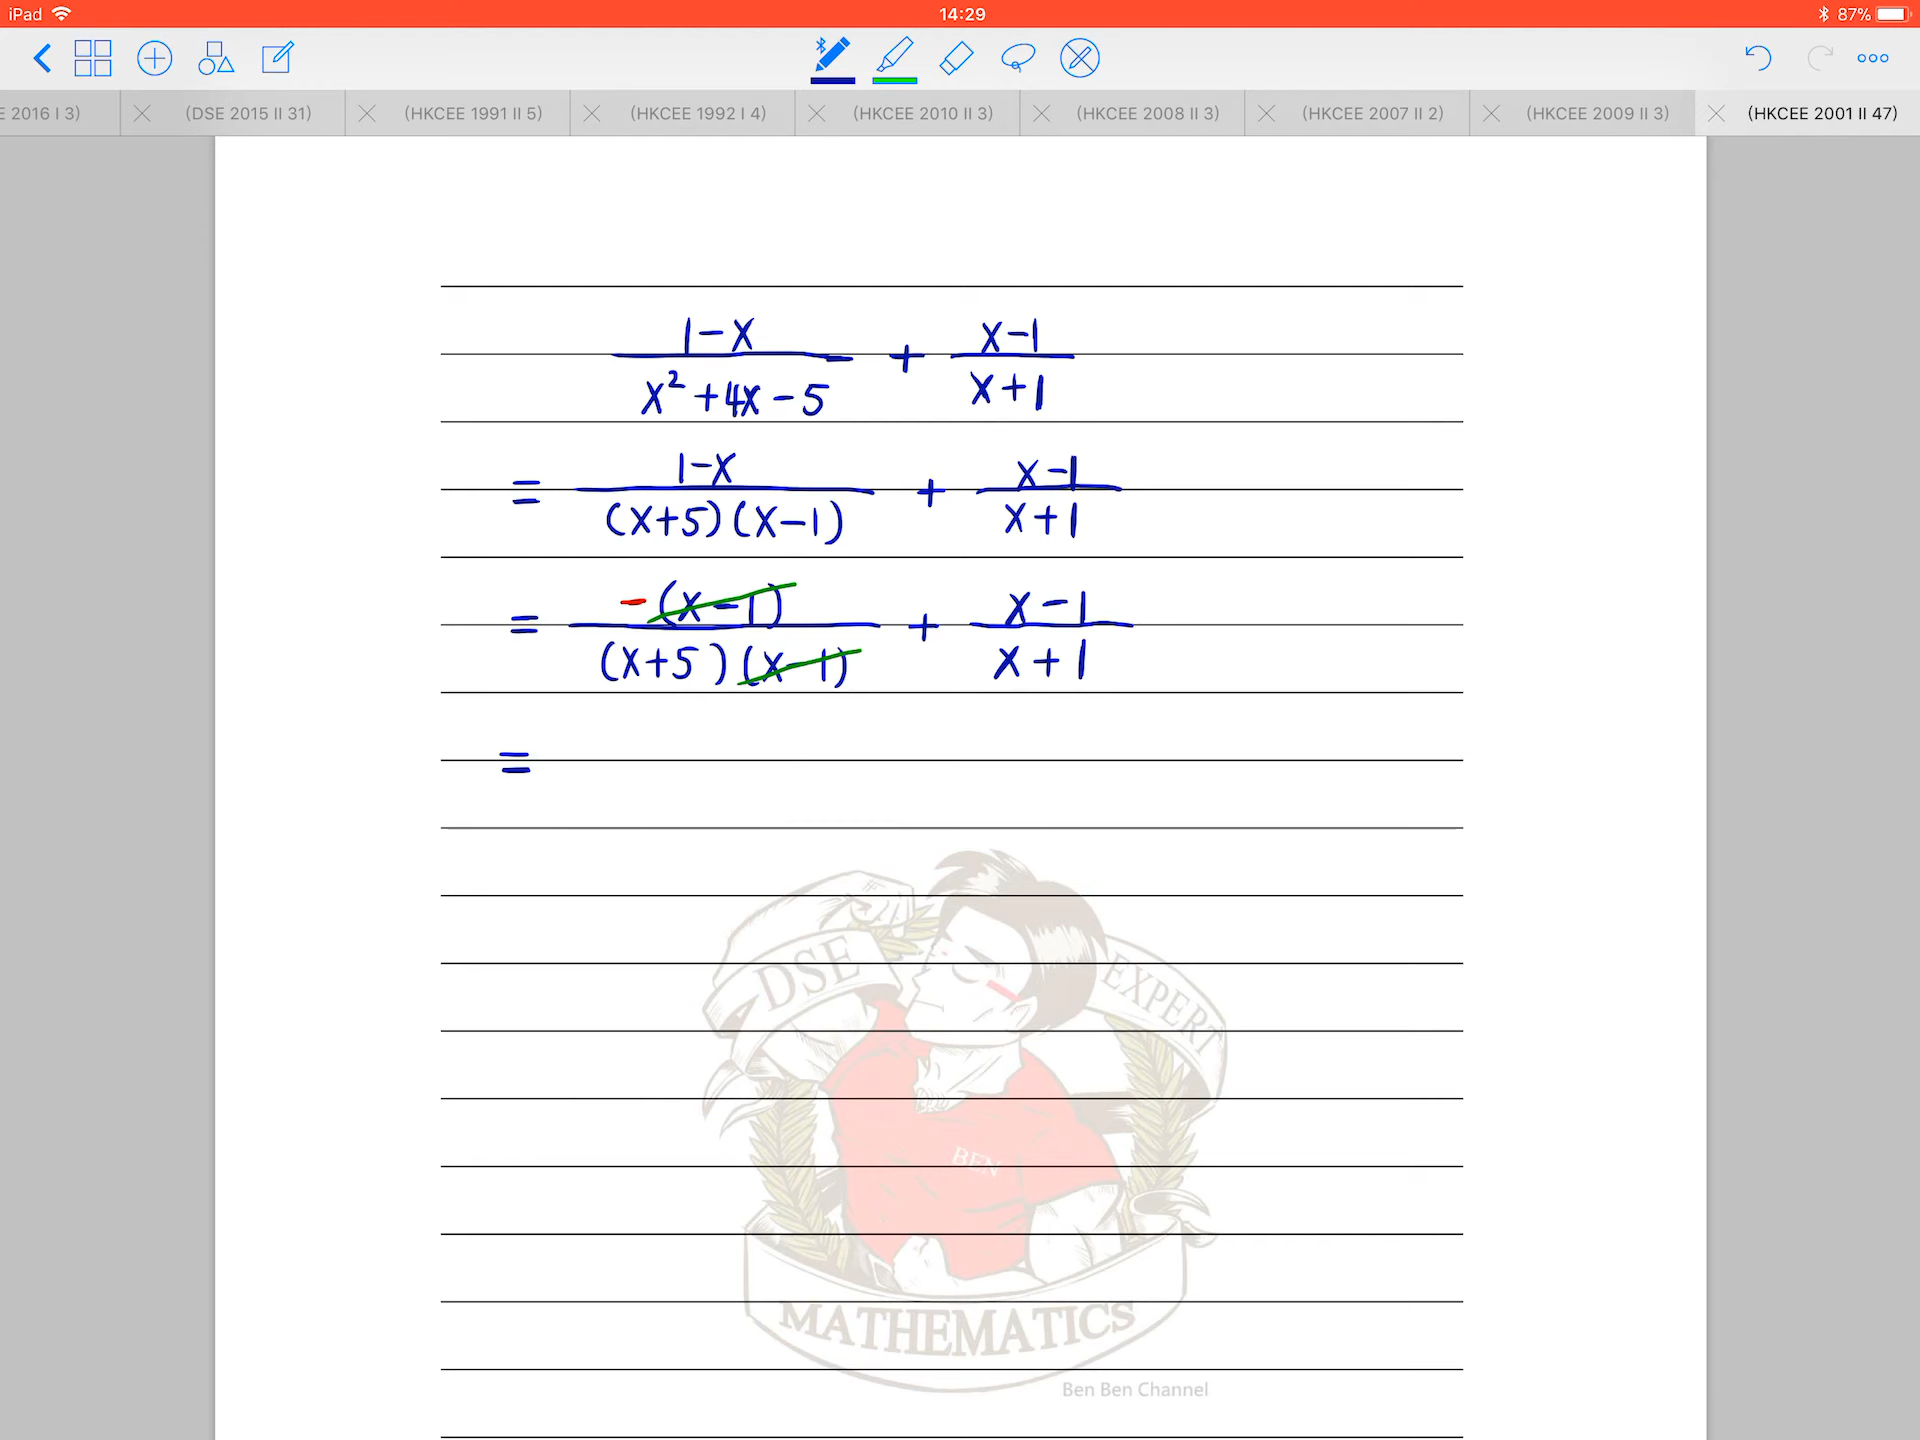 iPad 14:29 87%
E 2016 I 3) (DSE 2015 II 31) (HKCEE 1991 II 5) (HKCEE 1992 I 4) (HKCEE 2010 II 3) (HKCEE 2008 II 3) (HKCEE 2007 II 2) (HKCEE 2009 II 3) (HKCEE 2001 II 47)
1-x x-1
+
x²+4x-5 x+1
1-x x-1
= +
(x+5)(x-1) x+1
-(x-1) x-1
= +
(x+5)(x-1) x+1
=
DSE EXPERT
BEN
MATHEMATICS
Ben Ben Channel